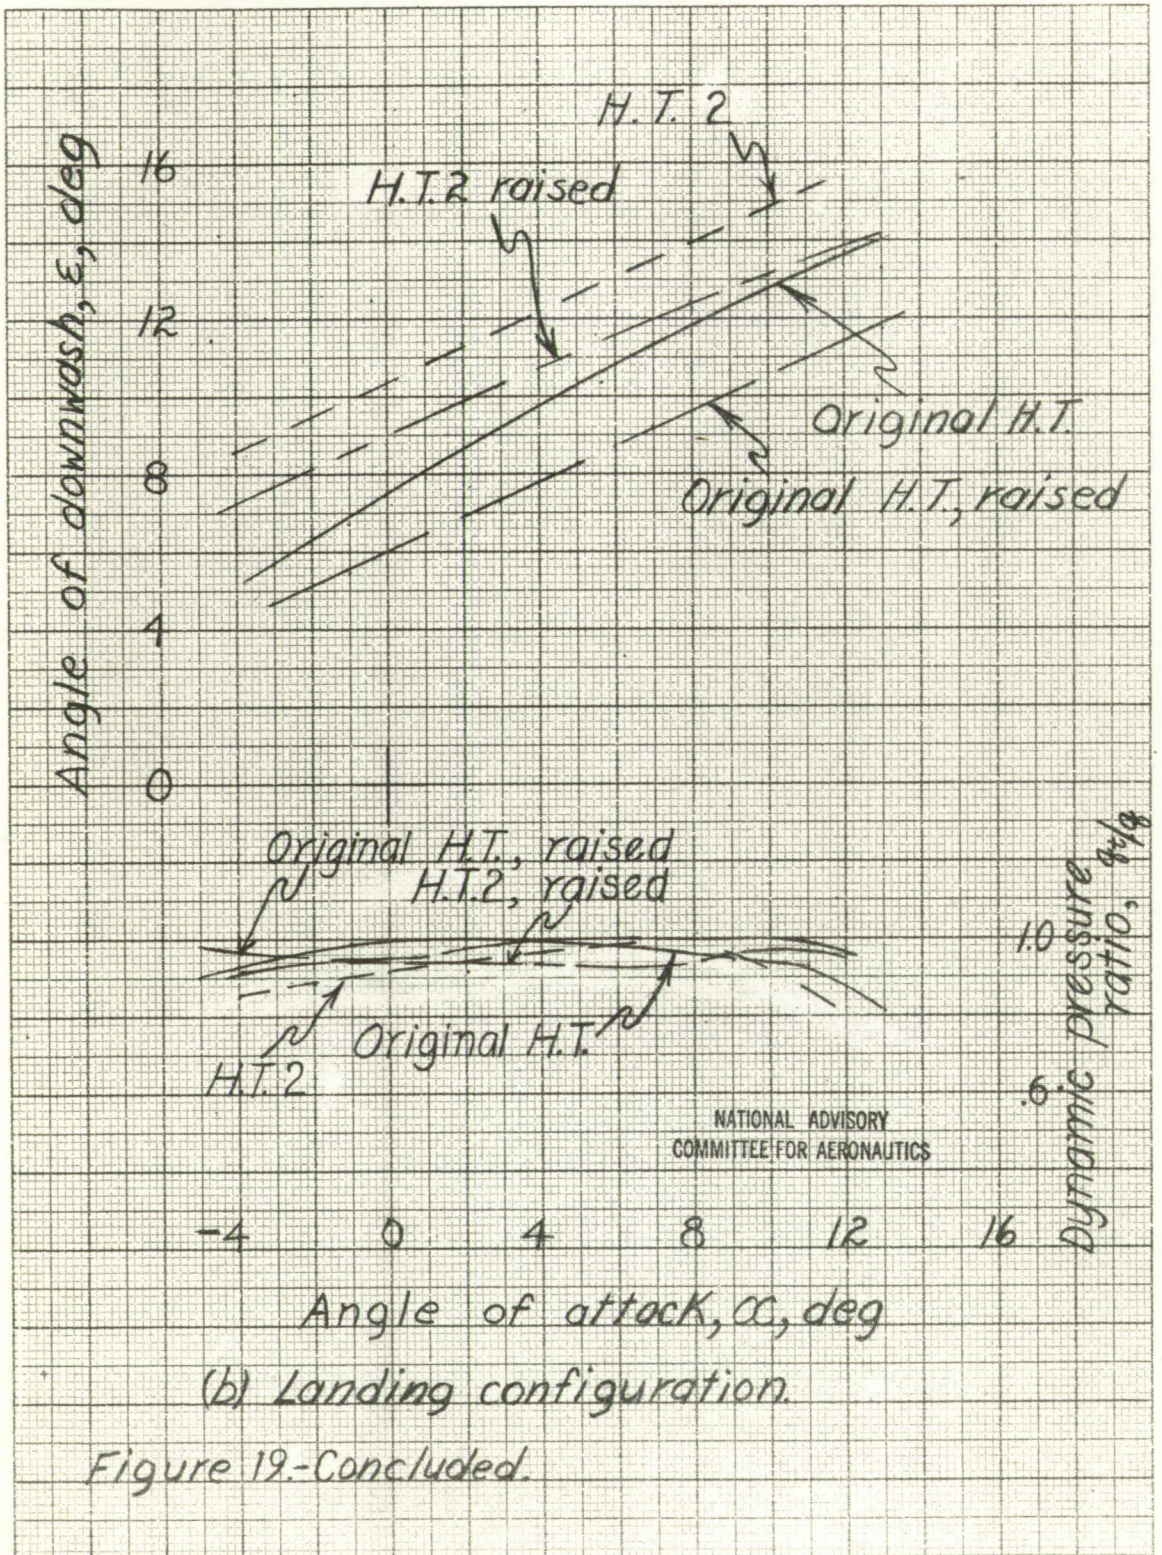 H.T. 2
H.T.2 raised
Angle of downwash, ε, deg
16
12
8
4
0
Original H.T.
Original H.T., raised
Original H.T., raised
H.T.2, raised
H.T.2
Original H.T.
1.0
.6
Dynamic pressure
ratio, qt/q
NATIONAL ADVISORY
COMMITTEE FOR AERONAUTICS
-4 0 4 8 12 16
Angle of attack, α, deg
(b) Landing configuration.
Figure 19.-Concluded.